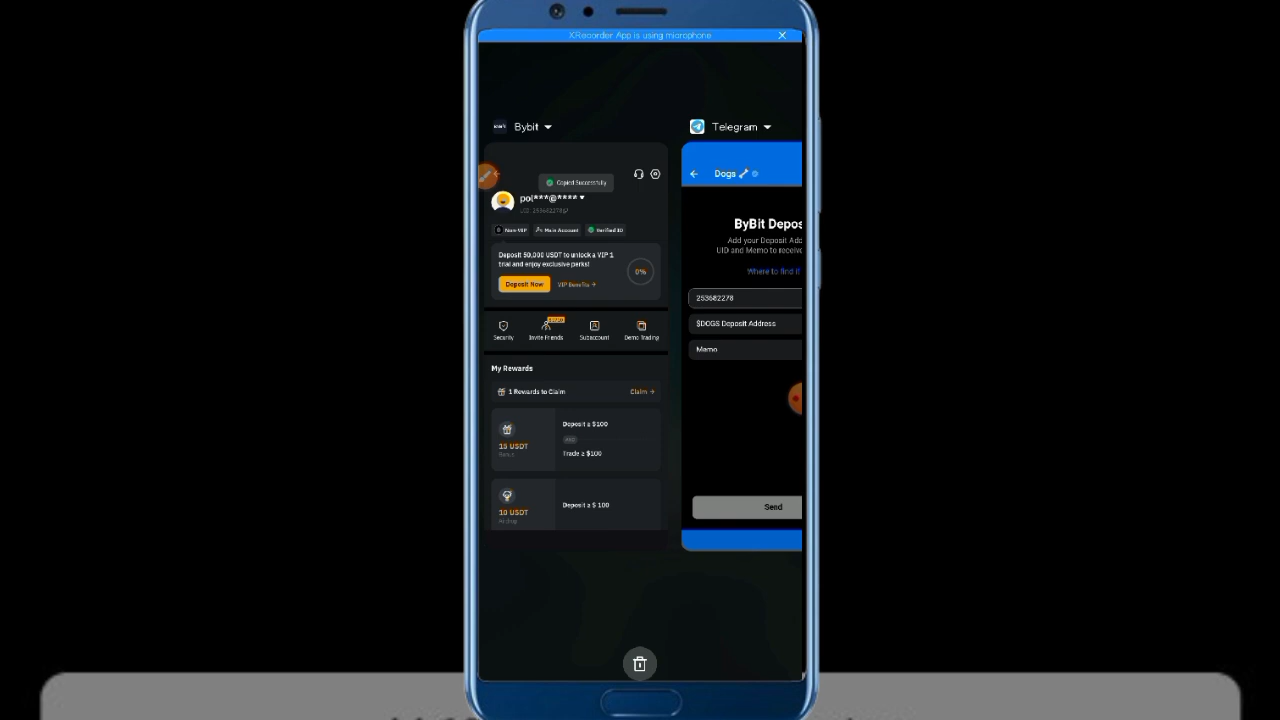 XRecorder App is using microphone
Bybit
Telegram
Copied Successfully
Dogs
pol***@****
Non-VIP
Main Account
Verified ID
Deposit 50,000 USDT to unlock a VIP 1
trial and enjoy exclusive perks!
0%
Deposit Now
VIP Benefits →
Security
Invite Friends
Subaccount
Demo Trading
My Rewards
1 Rewards to Claim
Claim →
15 USDT
Bonus
Deposit ≥ $100
AND
Trade ≥ $100
10 USDT
Airdrop
Deposit ≥ $ 100
ByBit Depos
Add your Deposit Add
UID and Memo to receive
Where to find it
253682278
$DOGS Deposit Address
Memo
Send